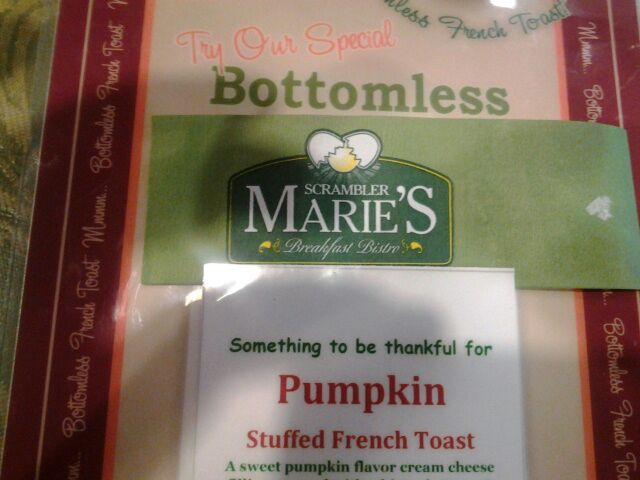 Bottomless French Toast
Try Our Special
Bottomless
SCRAMBLER
MARIE'S
Breakfast Bistro
Something to be thankful for
Pumpkin
Stuffed French Toast
A sweet pumpkin flavor cream cheese
Bottomless French Toast Mmmm... Bottomless French Toast
Mmmm... Bottomless French Toast